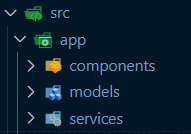 src
app
components
models
services